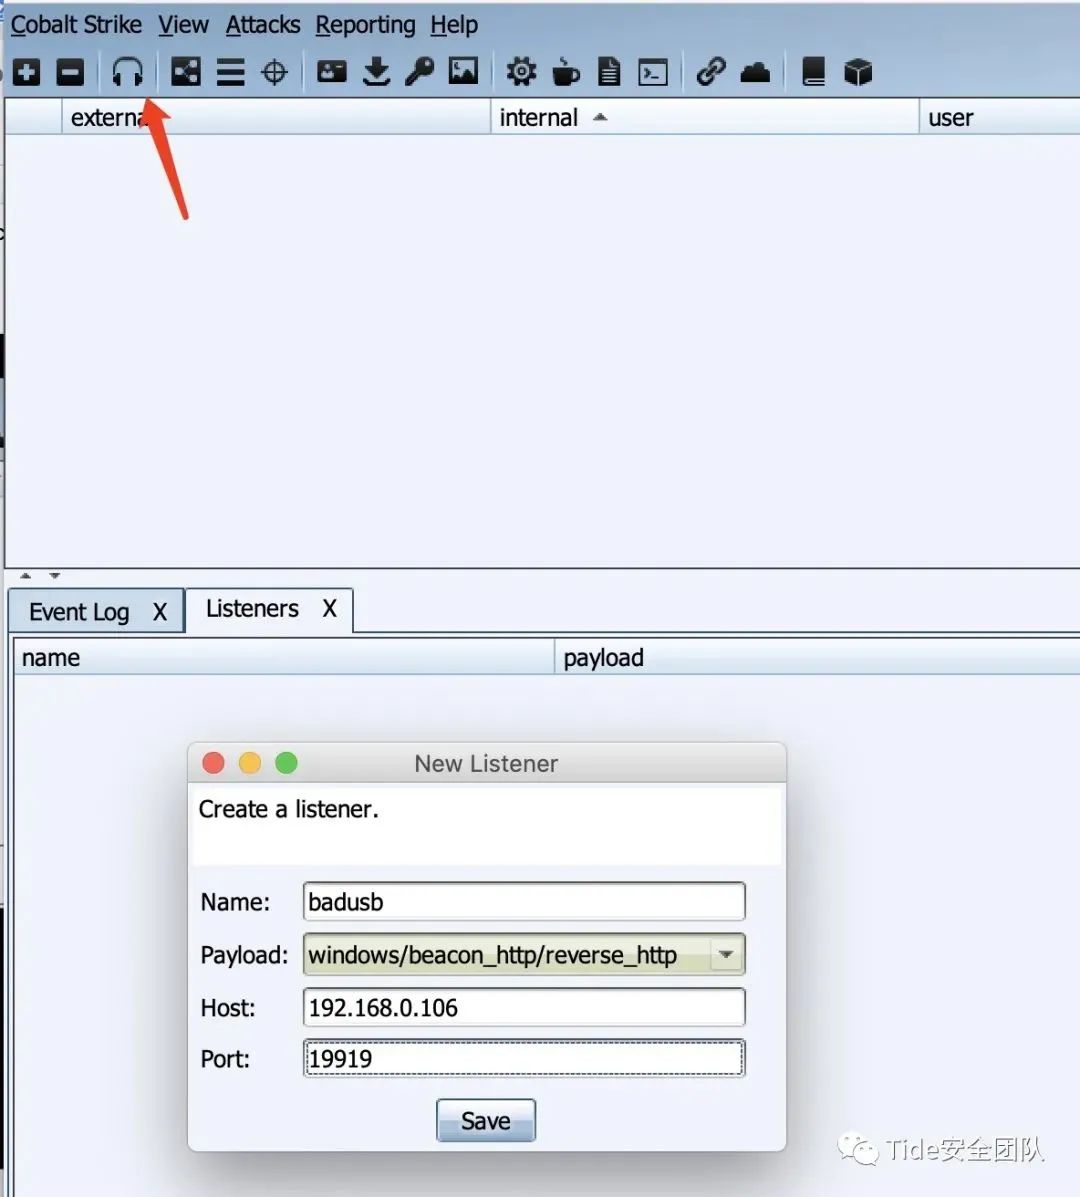 Cobalt Strike View Attacks Reporting Help
external internal user
Event Log X Listeners X
name payload
New Listener
Create a listener.
Name: badusb
Payload: windows/beacon_http/reverse_http
Host: 192.168.0.106
Port: 19919
Save
Tide安全团队